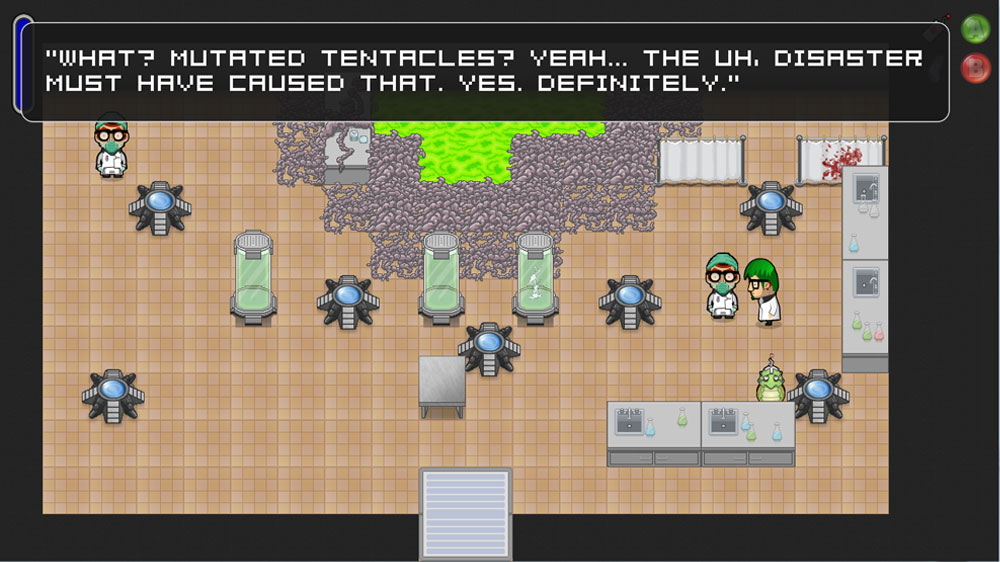 "WHAT? MUTATED TENTACLES? YEAH... THE UH, DISASTER
MUST HAVE CAUSED THAT. YES. DEFINITELY."
A
B